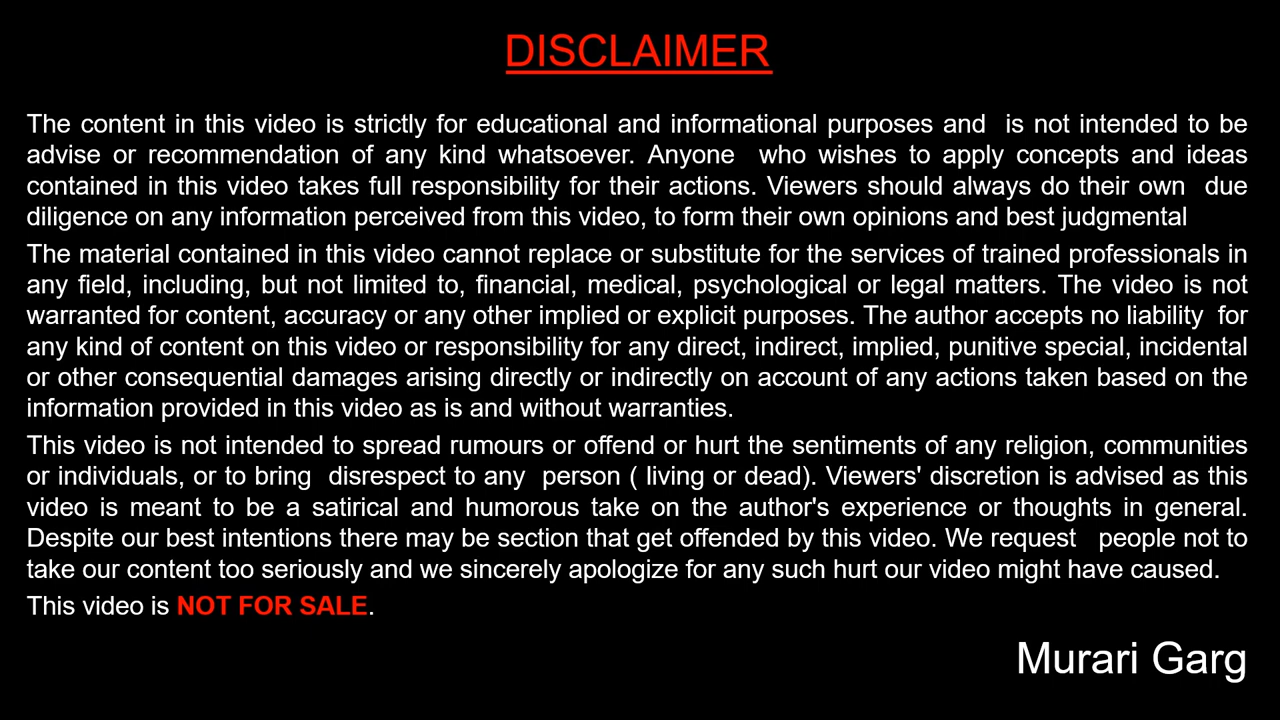 DISCLAIMER
The content in this video is strictly for educational and informational purposes and is not intended to be
advise or recommendation of any kind whatsoever. Anyone who wishes to apply concepts and ideas
contained in this video takes full responsibility for their actions. Viewers should always do their own due
diligence on any information perceived from this video, to form their own opinions and best judgmental
The material contained in this video cannot replace or substitute for the services of trained professionals in
any field, including, but not limited to, financial, medical, psychological or legal matters. The video is not
warranted for content, accuracy or any other implied or explicit purposes. The author accepts no liability for
any kind of content on this video or responsibility for any direct, indirect, implied, punitive special, incidental
or other consequential damages arising directly or indirectly on account of any actions taken based on the
information provided in this video as is and without warranties.
This video is not intended to spread rumours or offend or hurt the sentiments of any religion, communities
or individuals, or to bring disrespect to any person ( living or dead). Viewers' discretion is advised as this
video is meant to be a satirical and humorous take on the author's experience or thoughts in general.
Despite our best intentions there may be section that get offended by this video. We request people not to
take our content too seriously and we sincerely apologize for any such hurt our video might have caused.
This video is NOT FOR SALE.
Murari Garg